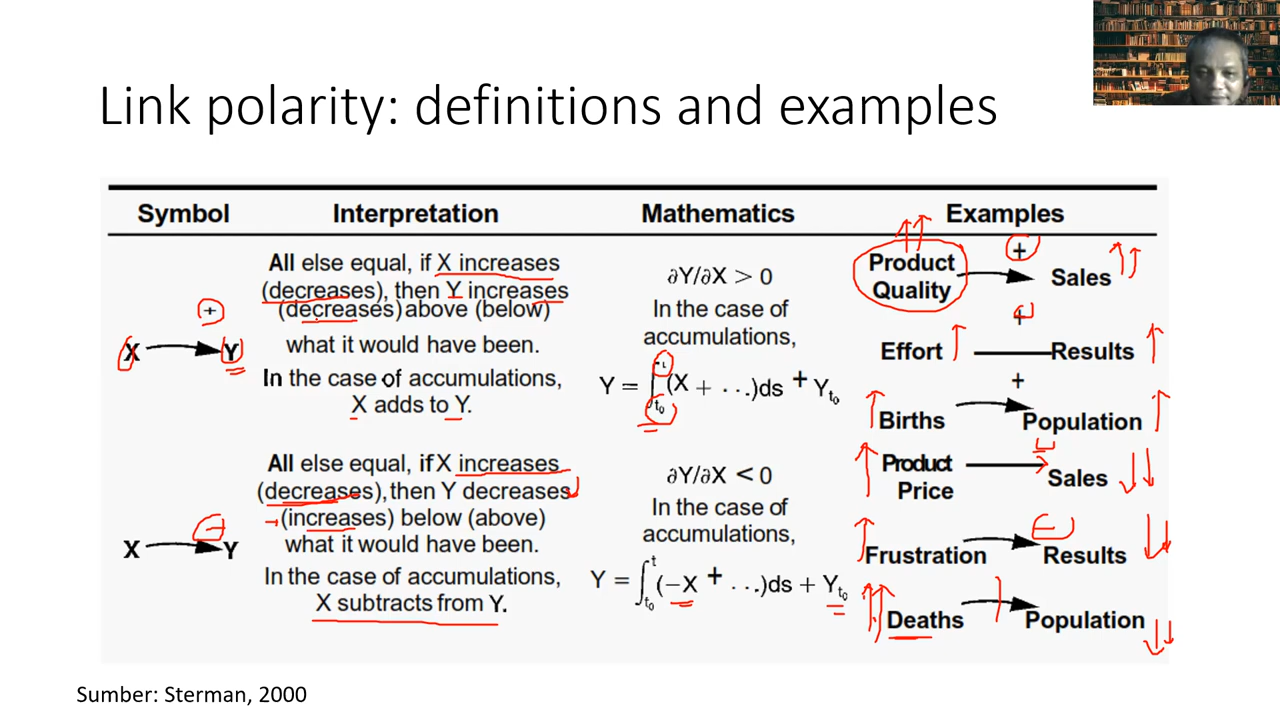 Link polarity: definitions and examples
Symbol Interpretation Mathematics Examples
All else equal, if X increases
(decreases), then Y increases
(decreases) above (below)
what it would have been.
In the case of accumulations,
X adds to Y.
+
X Y
∂Y/∂X > 0
In the case of
accumulations,
Y = ∫ t0 (X + ...)ds + Yt0
+
Product
Quality Sales
+
Effort Results
+
Births Population
All else equal, if X increases
(decreases), then Y decreases
(increases) below (above)
what it would have been.
In the case of accumulations,
X subtracts from Y.
–
X Y
∂Y/∂X < 0
In the case of
accumulations,
Y = ∫ t t0 (−X + ...)ds + Yt0
Product
Price Sales
–
Frustration Results
Deaths Population
Sumber: Sterman, 2000